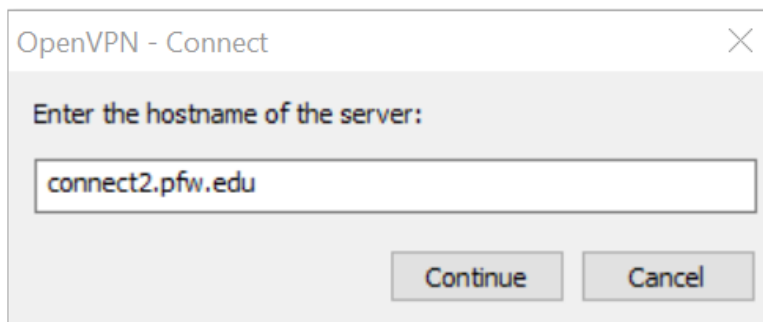 OpenVPN - Connect
Enter the hostname of the server:
connect2.pfw.edu
Continue Cancel